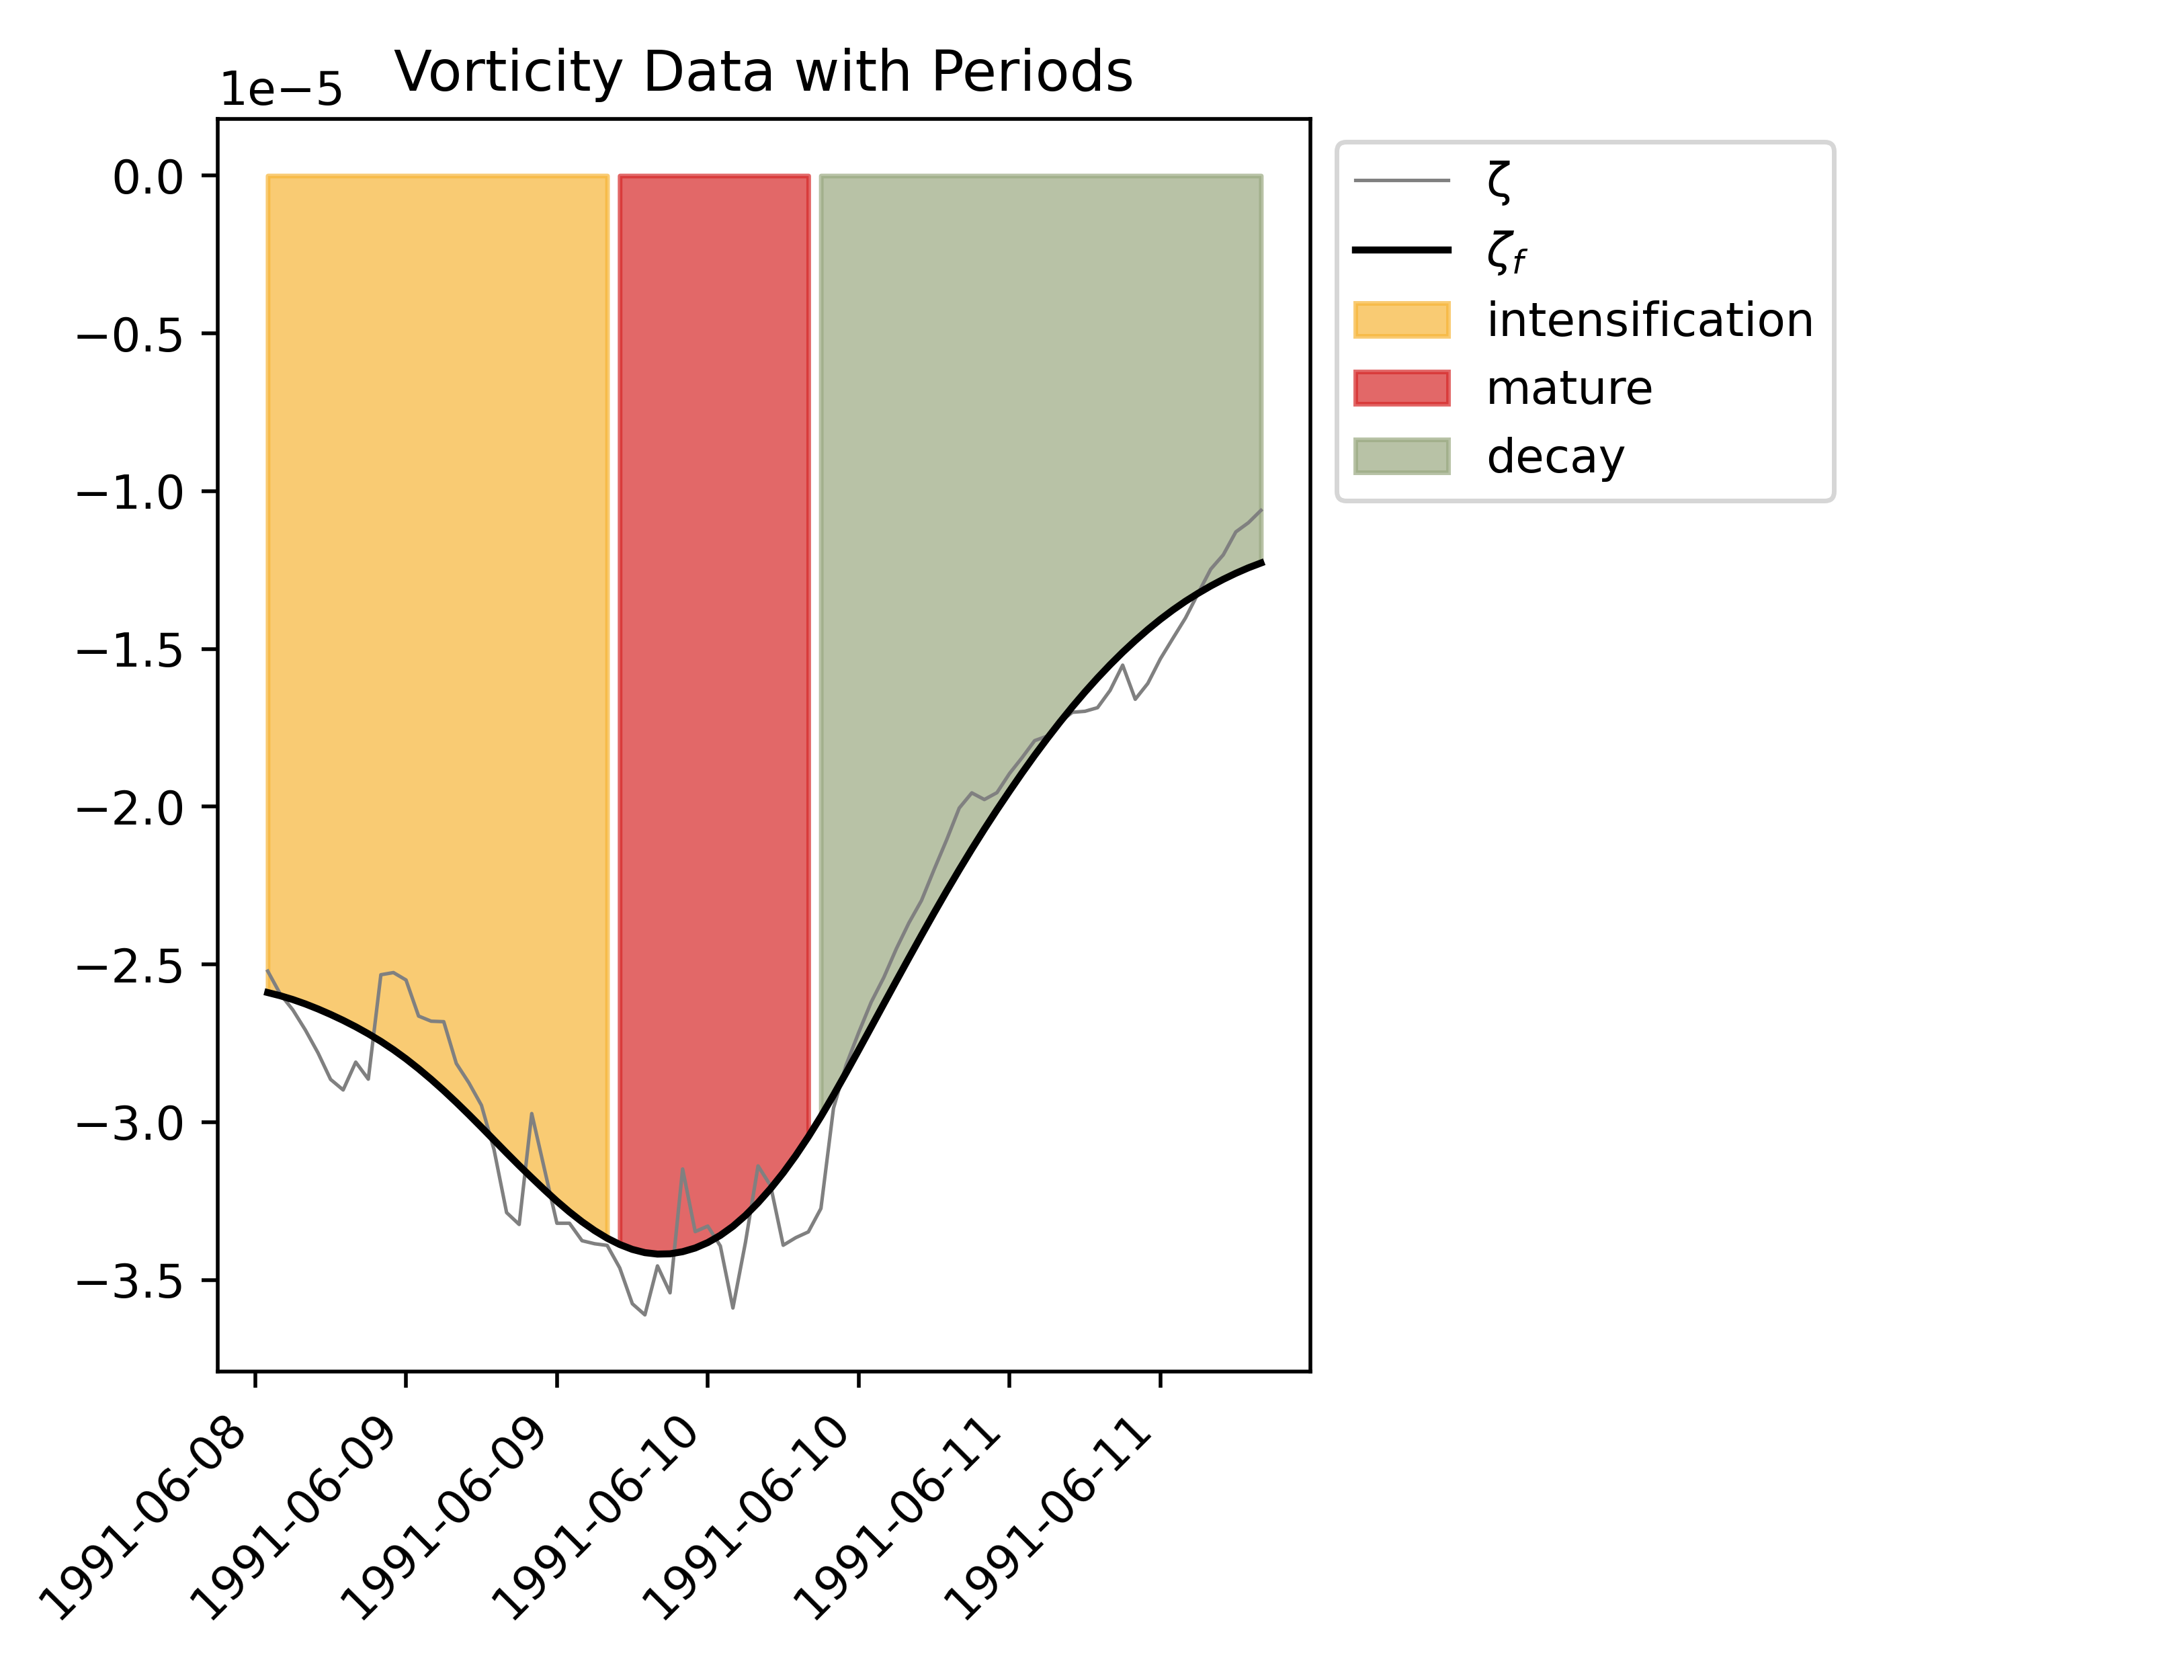 Vorticity Data with Periods
1e−5
0.0
−0.5
−1.0
−1.5
−2.0
−2.5
−3.0
−3.5
1991-06-08
1991-06-09
1991-06-09
1991-06-10
1991-06-10
1991-06-11
1991-06-11
ζ
ζf
intensification
mature
decay